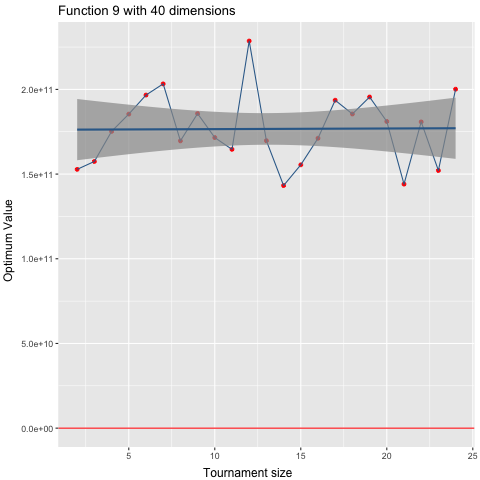 Function 9 with 40 dimensions
Optimum Value
2.0e+11
1.5e+11
1.0e+11
5.0e+10
0.0e+00
5
10
15
20
25
Tournament size